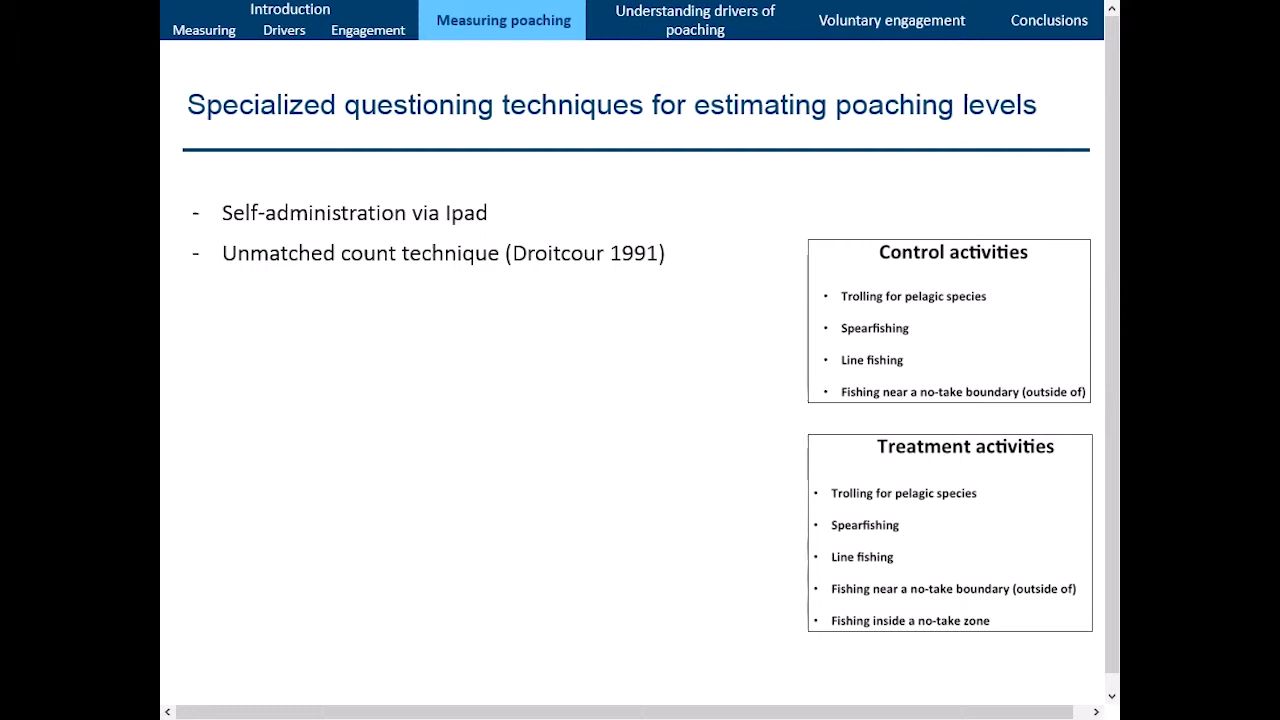 Introduction
Measuring Drivers Engagement
Measuring poaching
Understanding drivers of
poaching
Voluntary engagement
Conclusions
Specialized questioning techniques for estimating poaching levels
- Self-administration via Ipad
- Unmatched count technique (Droitcour 1991)
Control activities
• Trolling for pelagic species
• Spearfishing
• Line fishing
• Fishing near a no-take boundary (outside of)
Treatment activities
• Trolling for pelagic species
• Spearfishing
• Line fishing
• Fishing near a no-take boundary (outside of)
• Fishing inside a no-take zone